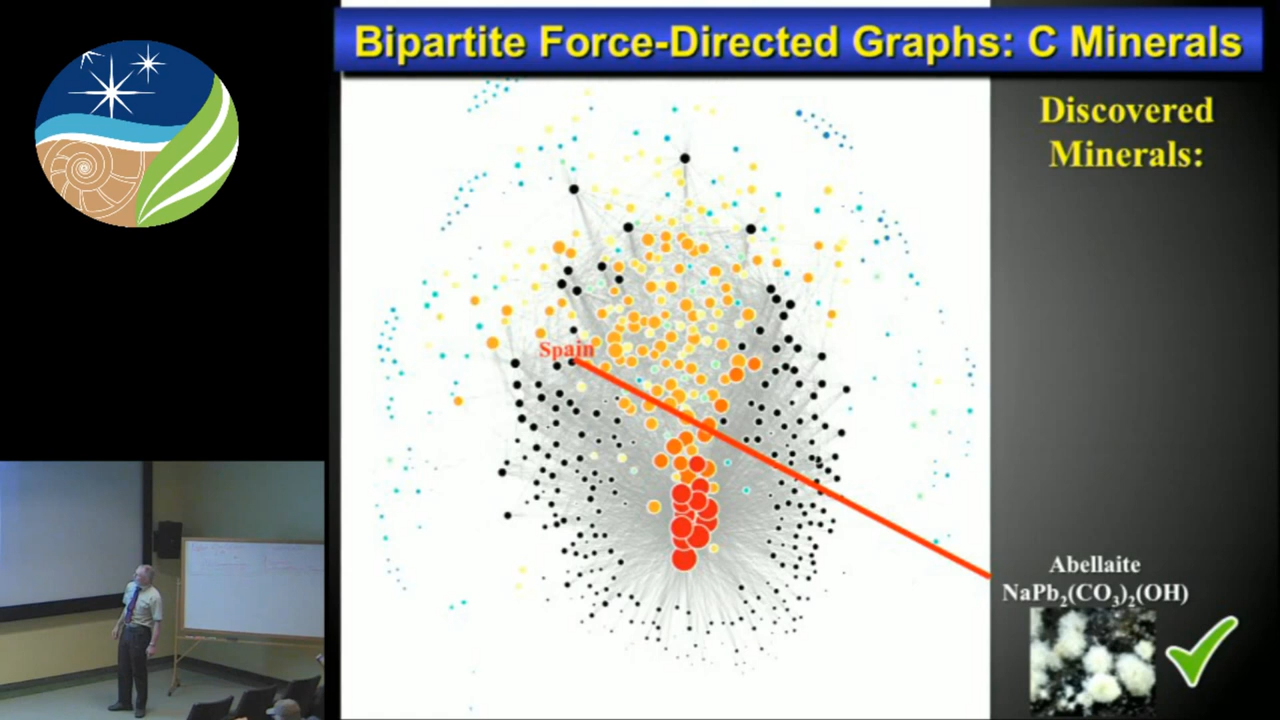 Bipartite Force-Directed Graphs: C Minerals
Discovered
Minerals:
Spain
Abellaite
NaPb₂(CO₃)₂(OH)